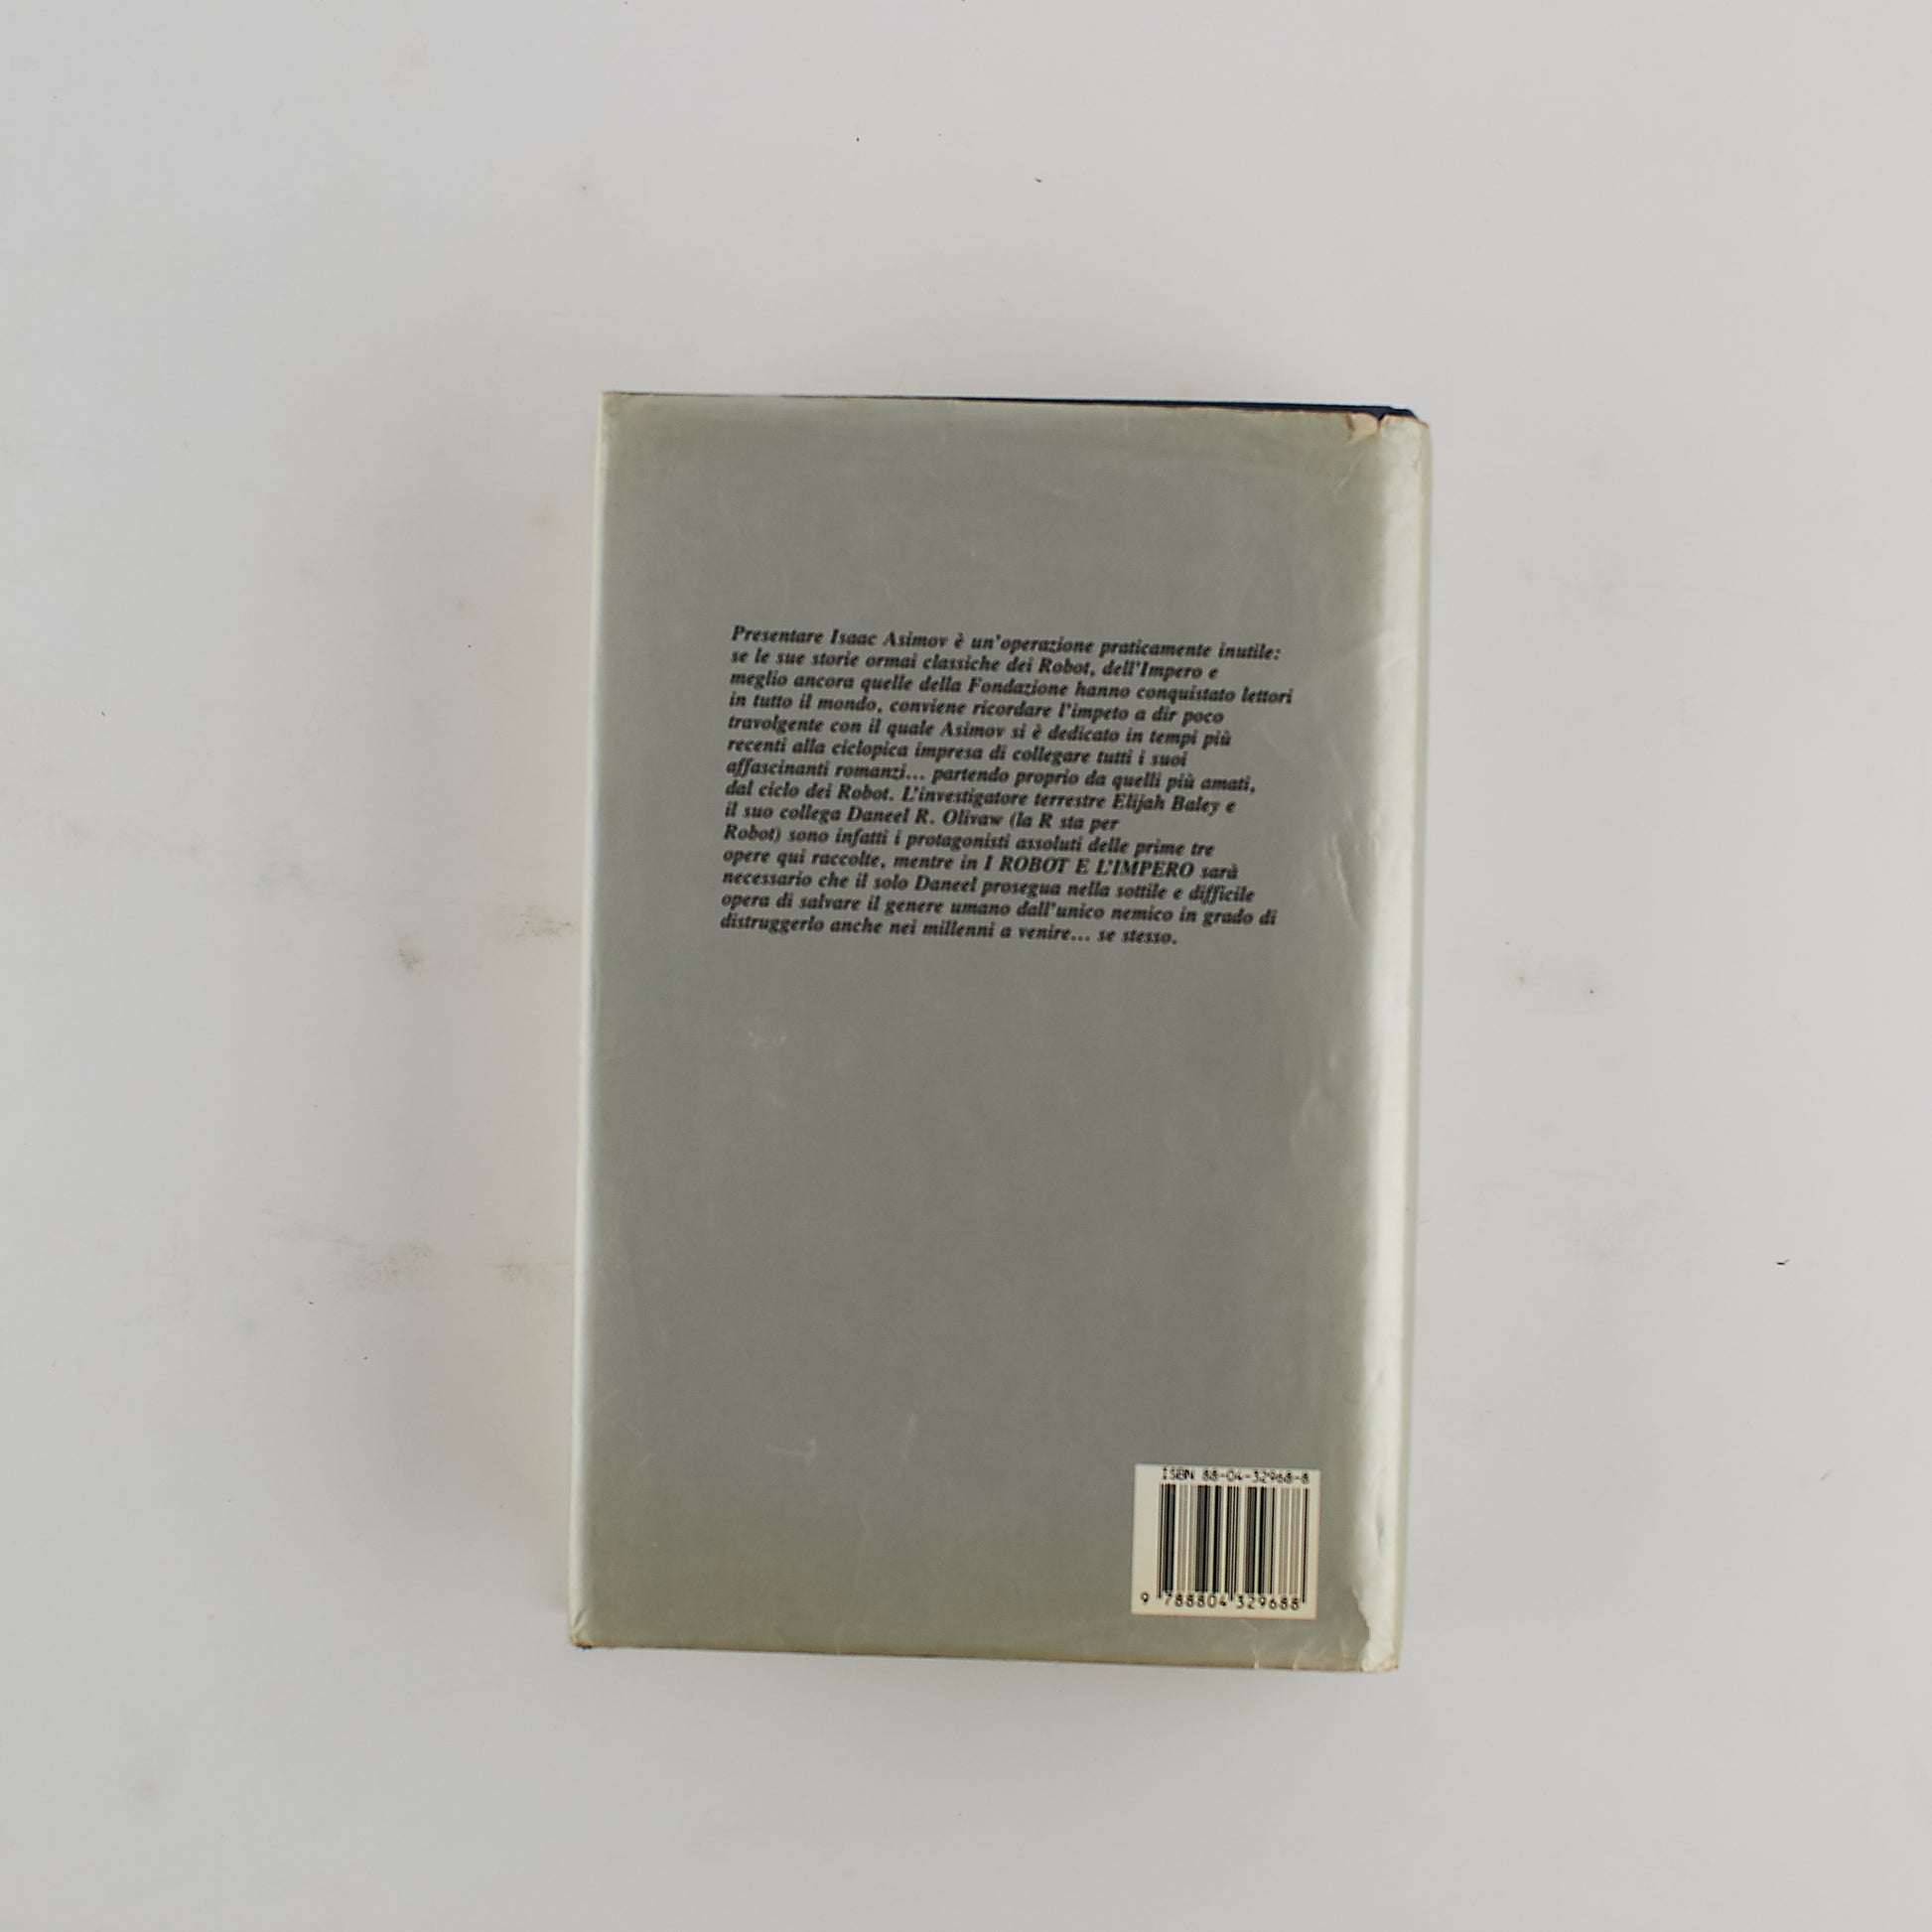 Presentare Isaac Asimov è un'operazione praticamente inutile:
se le sue storie ormai classiche dei Robot, dell'Impero e
meglio ancora quelle della Fondazione hanno conquistato lettori
in tutto il mondo, conviene ricordare l'impeto a dir poco
travolgente con il quale Asimov si è dedicato in tempi più
recenti alla ciclopica impresa di collegare tutti i suoi
affascinanti romanzi... partendo proprio da quelli più amati,
dal ciclo dei Robot. L'investigatore terrestre Elijah Baley e
il suo collega Daneel R. Olivaw (la R sta per
Robot) sono infatti i protagonisti assoluti delle prime tre
opere qui raccolte, mentre in I ROBOT E L'IMPERO sarà
necessario che il solo Daneel prosegua nella sottile e difficile
opera di salvare il genere umano dall'unico nemico in grado di
distruggerlo anche nei millenni a venire... se stesso.
ISBN 88-04-32968-8
9 788804 329688